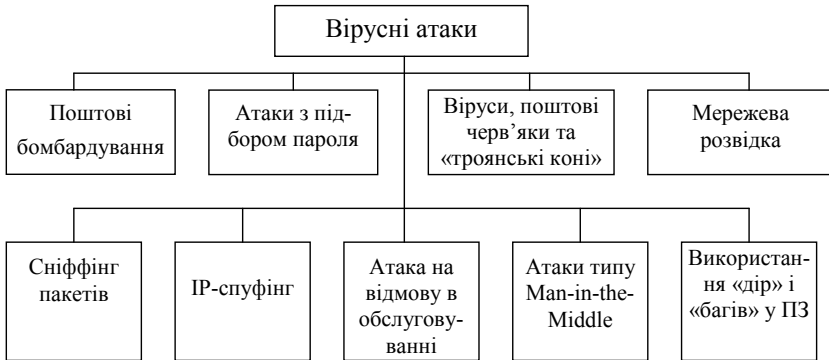 Вірусні атаки
Поштові
бомбардування
Атаки з під-
бором пароля
Віруси, поштові
черв’яки та
«троянські коні»
Мережева
розвідка
Сніффінг
пакетів
IP-спуфінг
Атака на
відмову в
обслугову-
ванні
Атаки типу
Man-in-the-
Middle
Використан-
ня «дір» і
«багів» у ПЗ